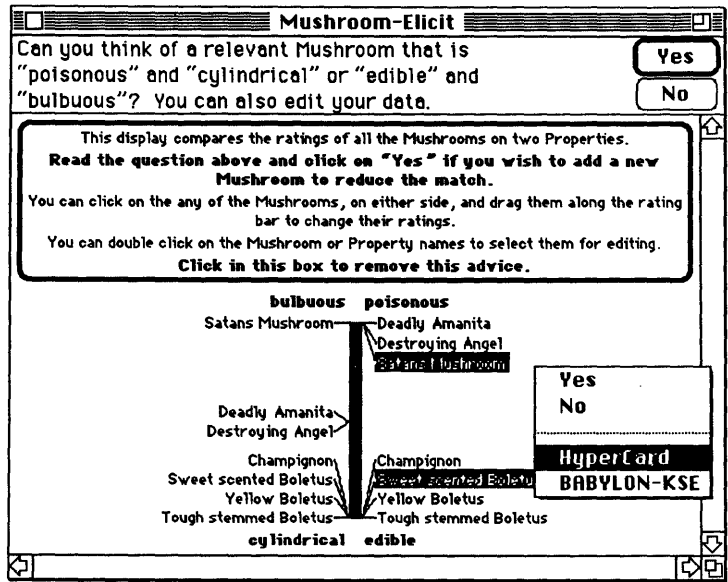 Mushroom-Elicit
Can you think of a relevant Mushroom that is
"poisonous" and "cylindrical" or "edible" and
"bulbuous"? You can also edit your data.
Yes
No
This display compares the ratings of all the Mushrooms on two Properties.
Read the question above and click on "Yes" if you wish to add a new
Mushroom to reduce the match.
You can click on the any of the Mushrooms, on either side, and drag them along the rating
bar to change their ratings.
You can double click on the Mushroom or Property names to select them for editing.
Click in this box to remove this advice.
bulbuous poisonous
Satans Mushroom Deadly Amanita
Destroying Angel
Satans Mushroom
Deadly Amanita
Destroying Angel
Champignon Champignon
Sweet scented Boletus Sweet scented Boletu
Yellow Boletus Yellow Boletus
Tough stemmed Boletus Tough stemmed Boletus
cylindrical edible
Yes
No
HyperCard
BABYLON-KSE